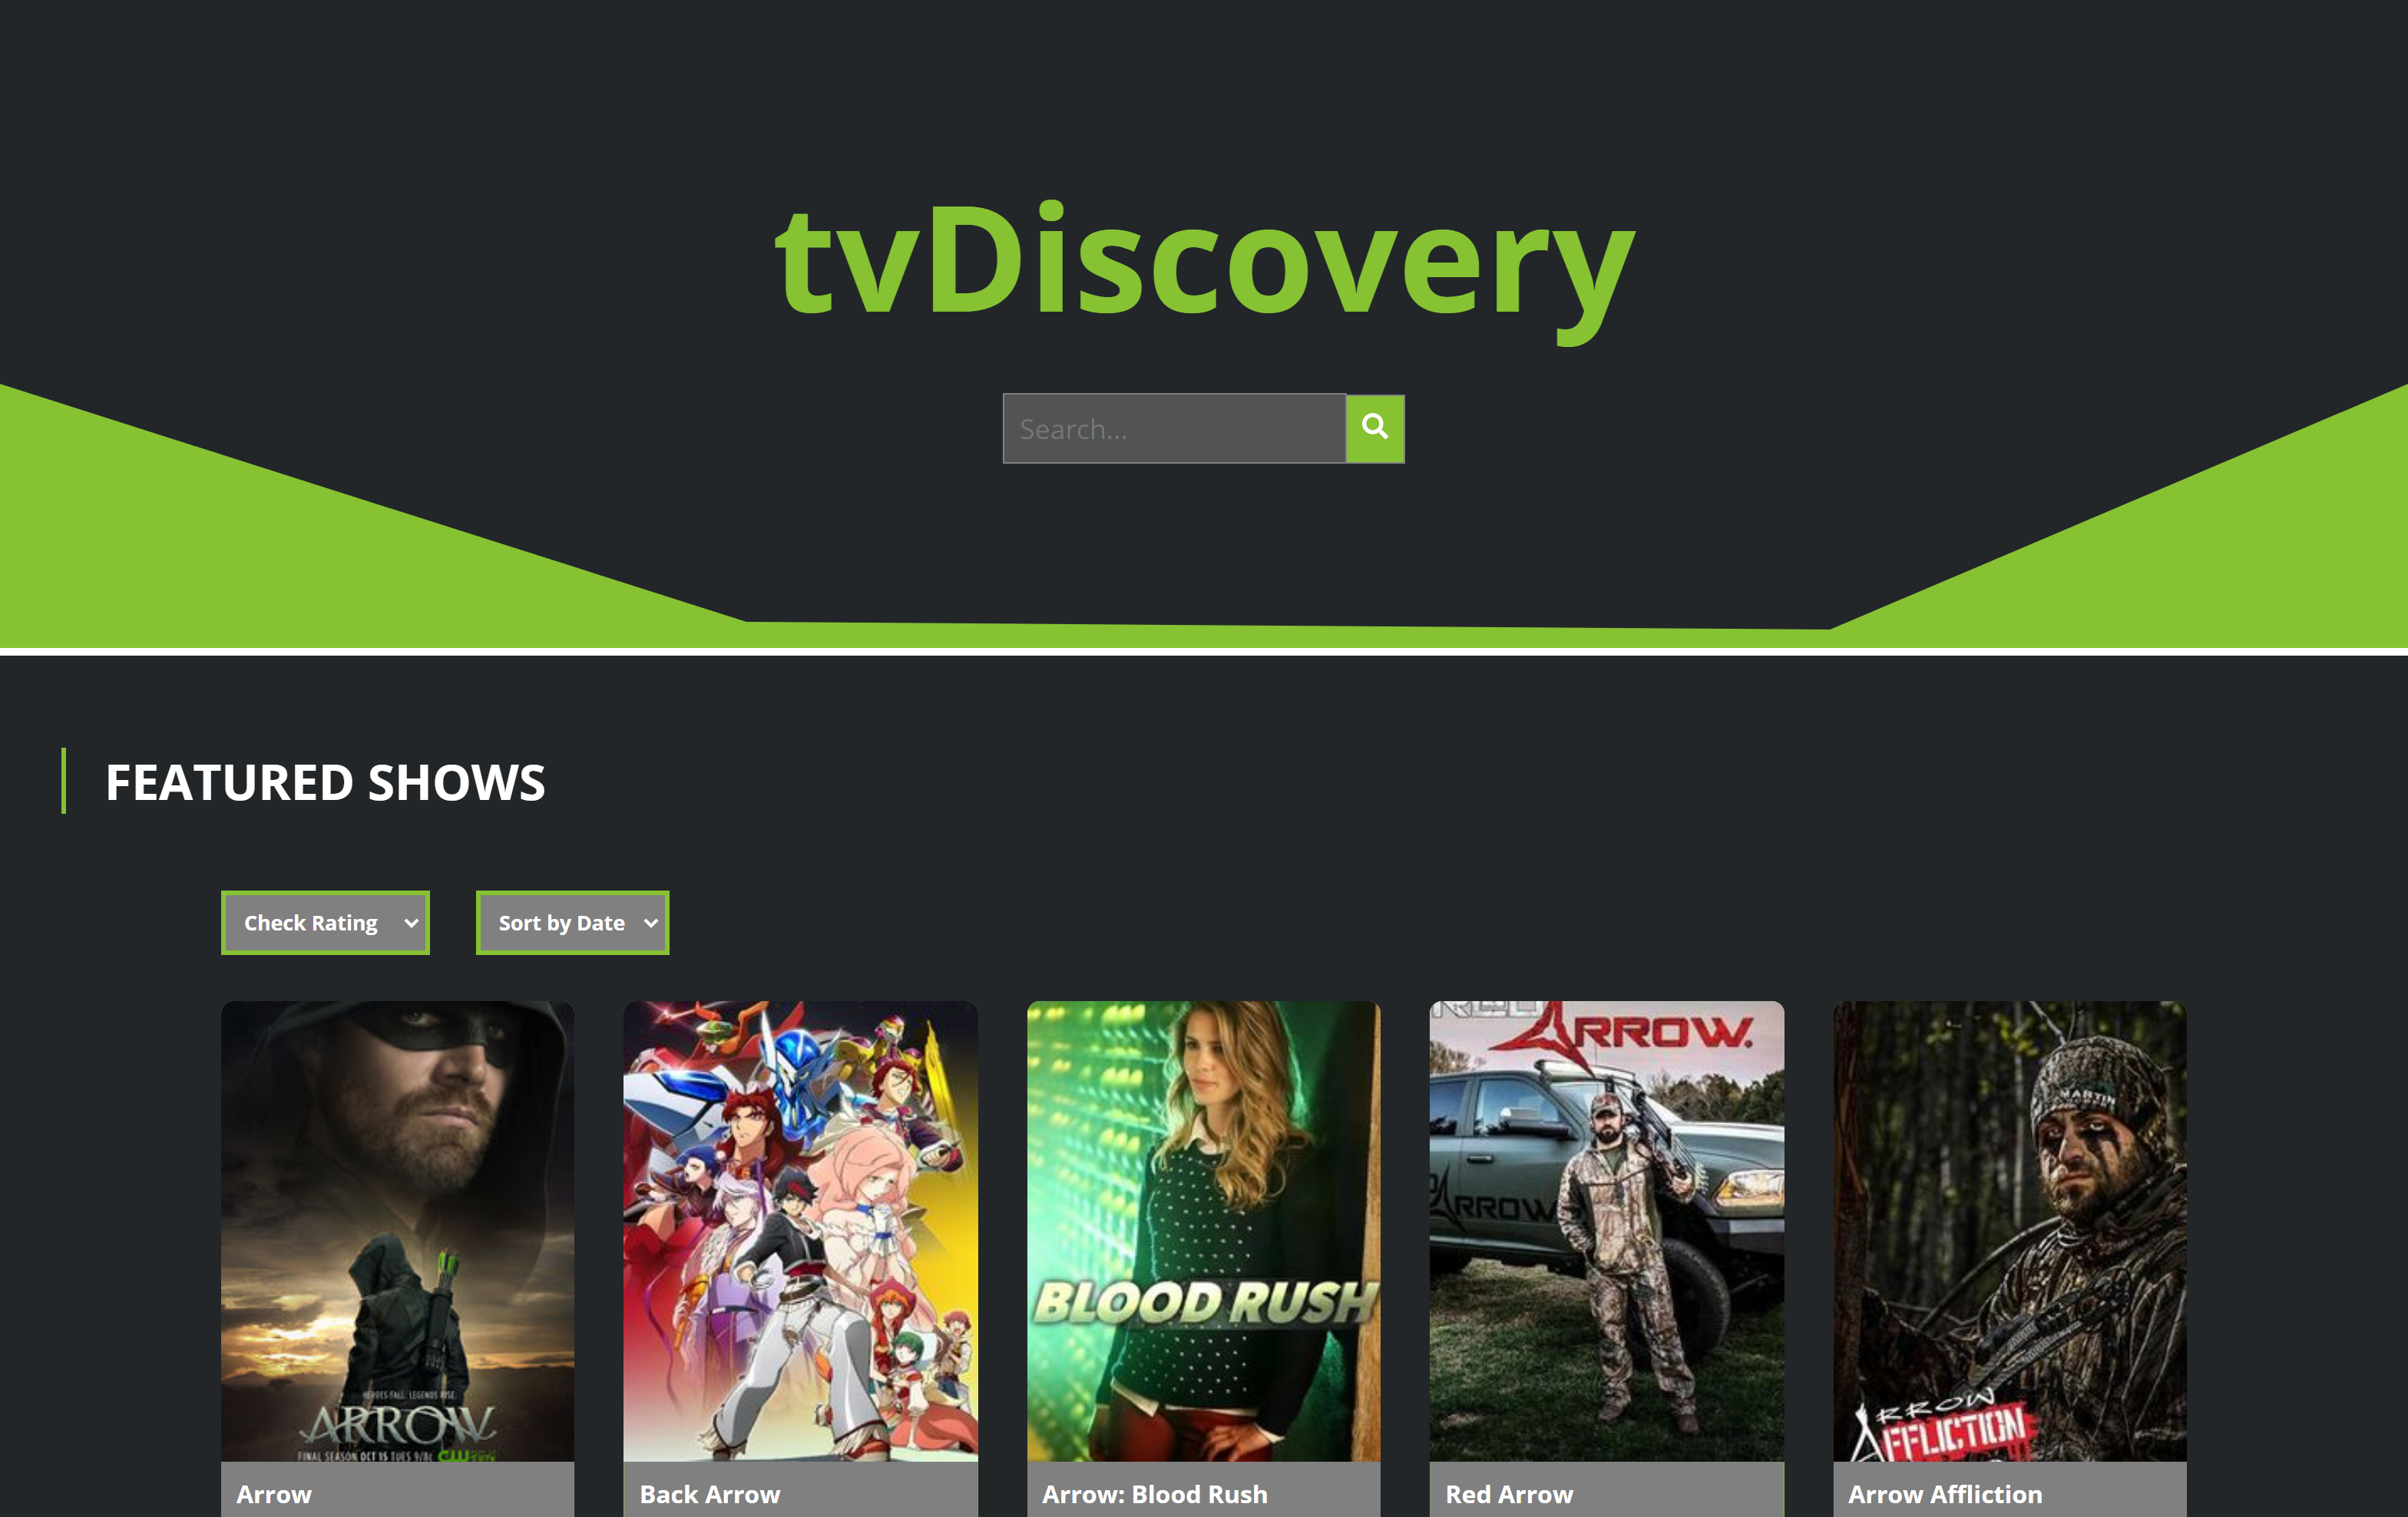 tvDiscovery
Search...
FEATURED SHOWS
Check Rating
Sort by Date
HEROES FALL. LEGENDS RISE.
ARROW
FINAL SEASON OCT 15 TUES 9/8c CW
BLOOD RUSH
ARROW.
ARROW
MARTIN
ARROW
AFFLICTION
Arrow
Back Arrow
Arrow: Blood Rush
Red Arrow
Arrow Affliction